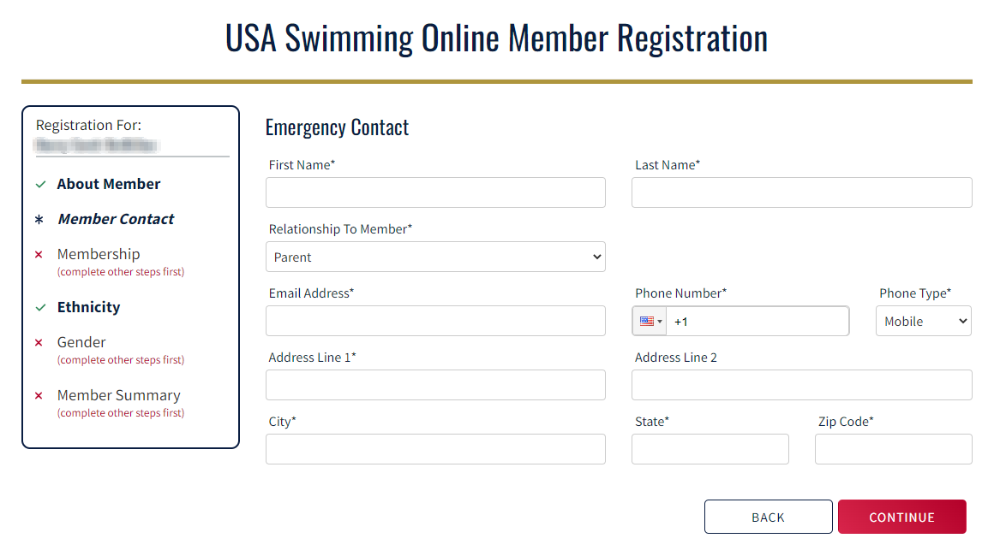 USA Swimming Online Member Registration
Registration For:
About Member
Member Contact
Membership
(complete other steps first)
Ethnicity
Gender
(complete other steps first)
Member Summary
(complete other steps first)
Emergency Contact
First Name* Last Name*
Relationship To Member*
Parent
Email Address* Phone Number* Phone Type*
+1 Mobile
Address Line 1* Address Line 2
City* State* Zip Code*
BACK CONTINUE